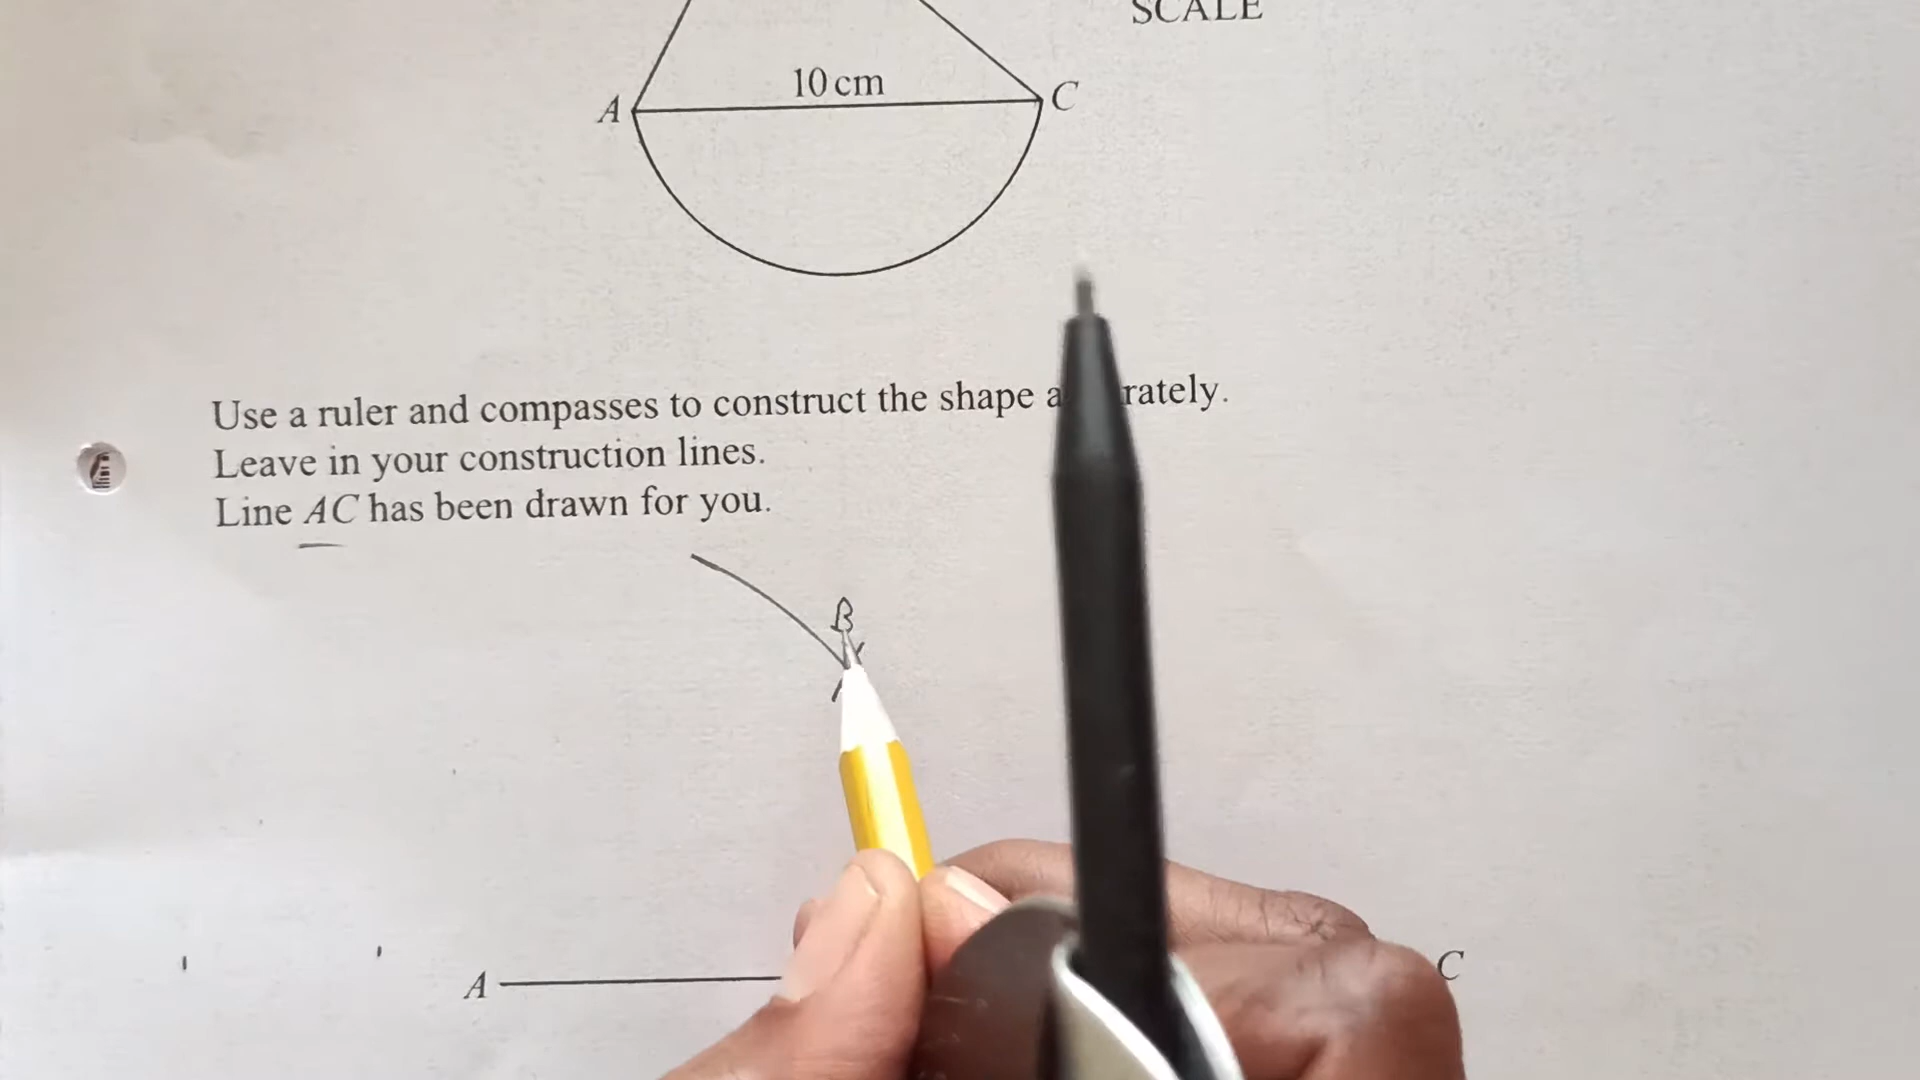 SCALE
10 cm
A
C
Use a ruler and compasses to construct the shape a rately.
Leave in your construction lines.
Line AC has been drawn for you.
B
A
C